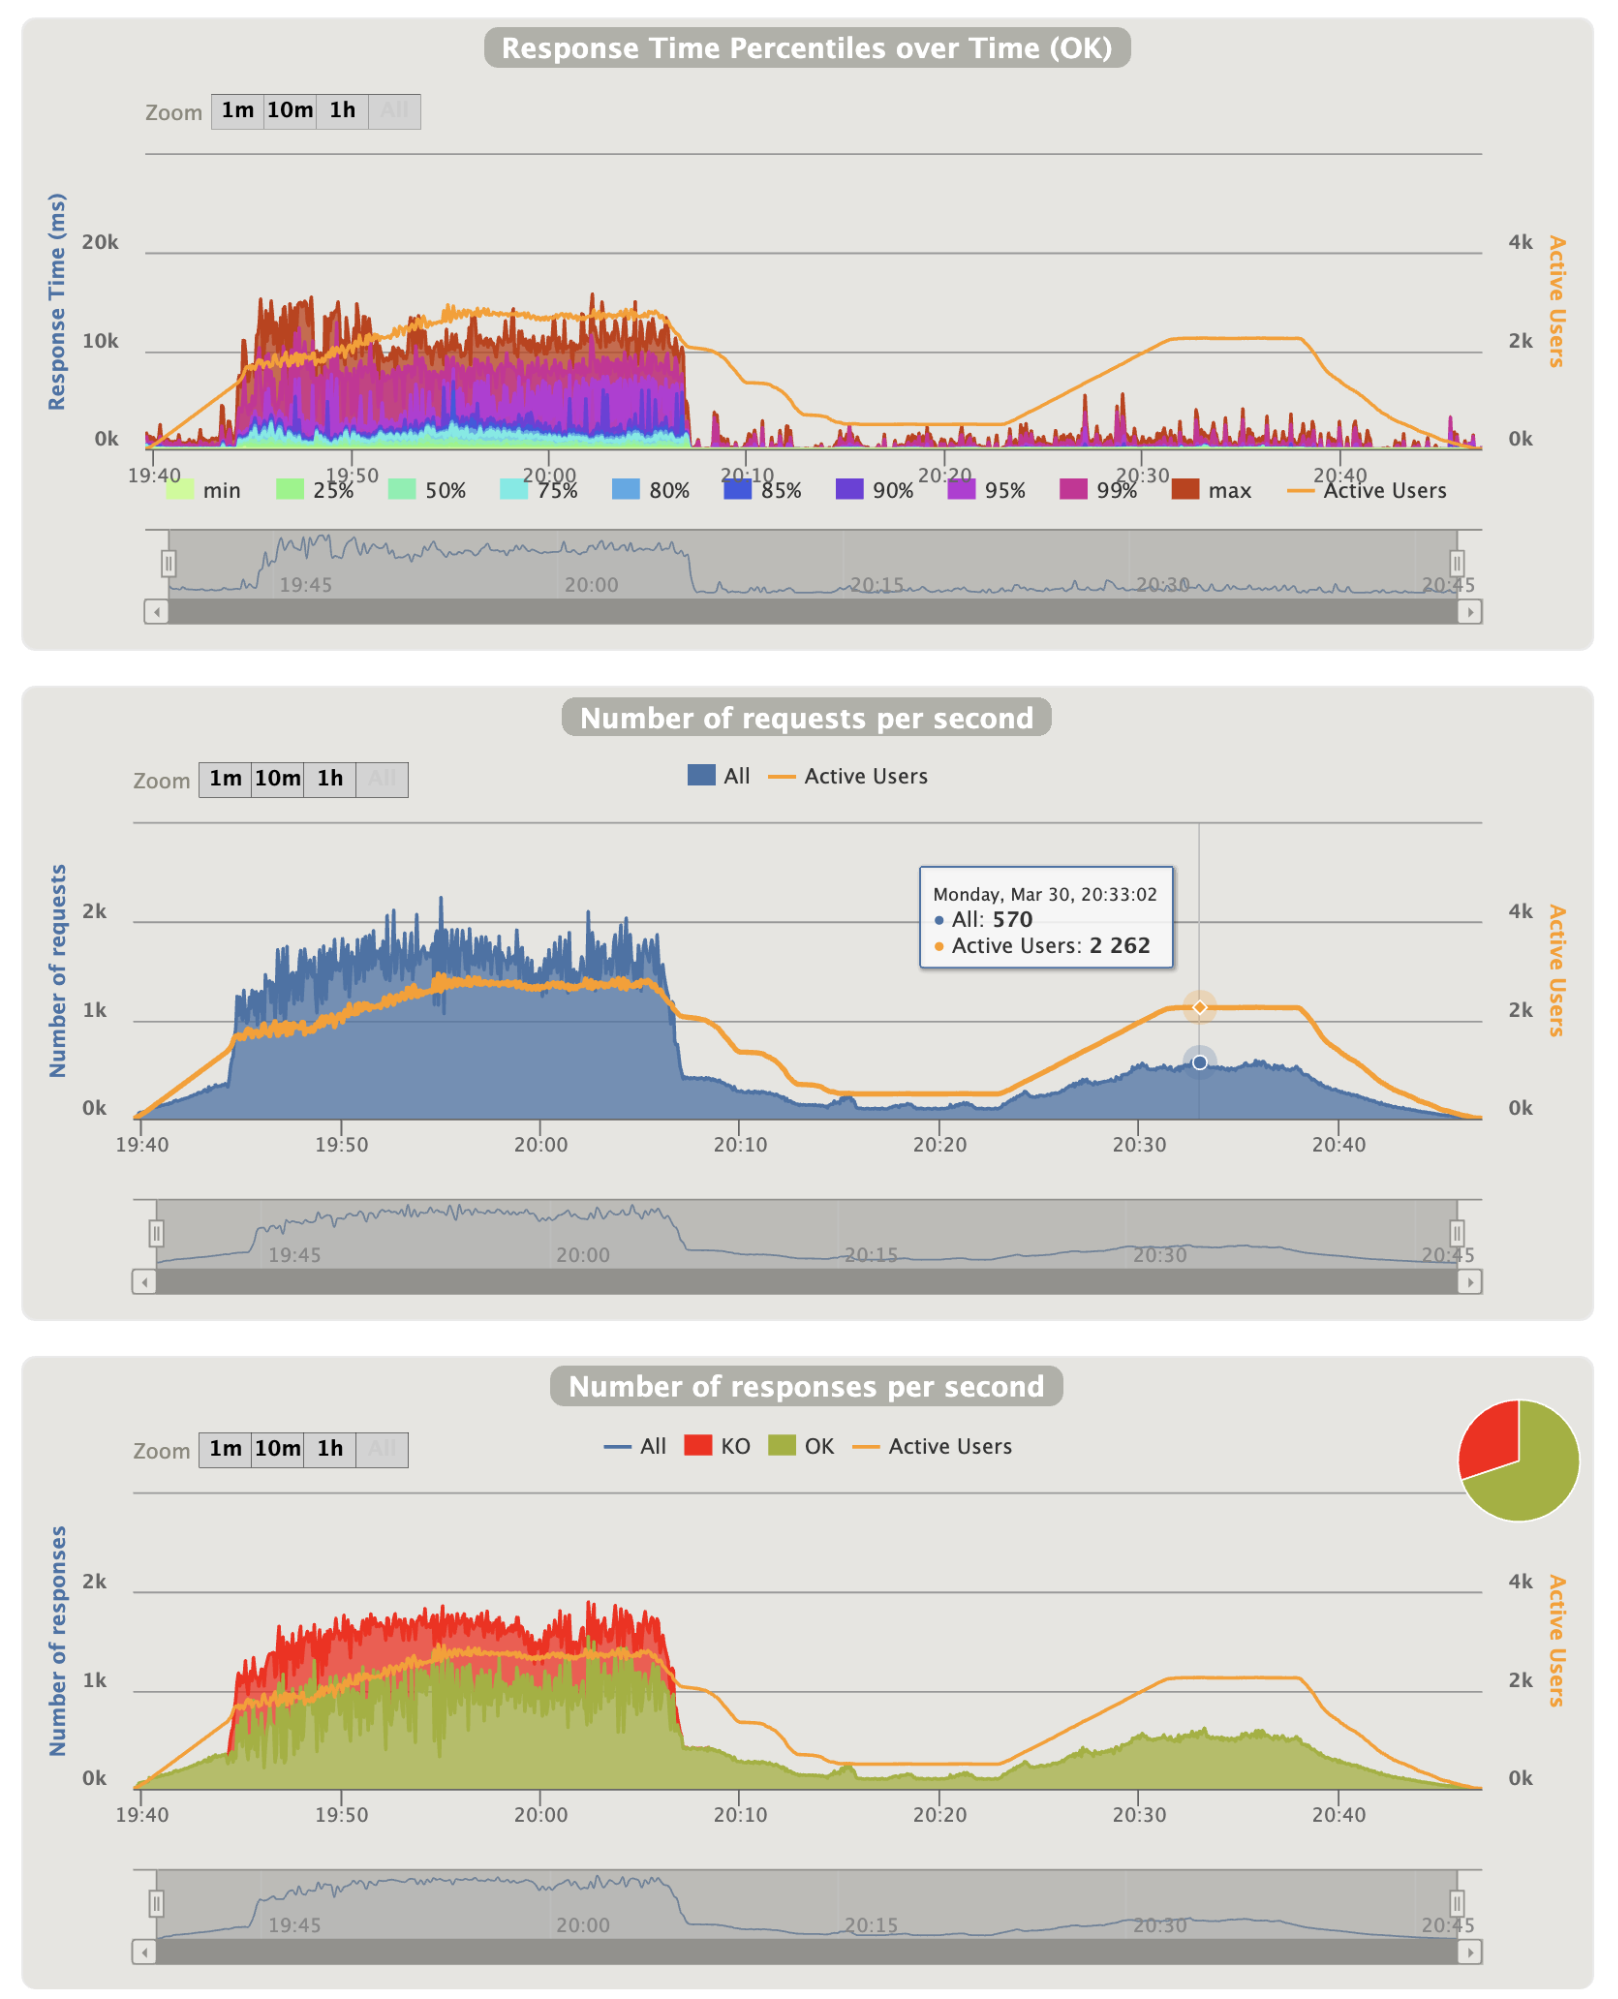 Response Time Percentiles over Time (OK)
Zoom 1m 10m 1h All
Response Time (ms)
20k
10k
0k
4k
2k
0k
Active Users
19:40 19:50 20:00 20:10 20:20 20:30 20:40
min 25% 50% 75% 80% 85% 90% 95% 99% max Active Users
19:45 20:00 20:15 20:30 20:45
Number of requests per second
Zoom 1m 10m 1h All
All Active Users
Number of requests
2k
1k
0k
Monday, Mar 30, 20:33:02
All: 570
Active Users: 2 262
4k
2k
0k
Active Users
19:40 19:50 20:00 20:10 20:20 20:30 20:40
19:45 20:00 20:15 20:30 20:45
Number of responses per second
Zoom 1m 10m 1h All
All KO OK Active Users
Number of responses
2k
1k
0k
4k
2k
0k
Active Users
19:40 19:50 20:00 20:10 20:20 20:30 20:40
19:45 20:00 20:15 20:30 20:45